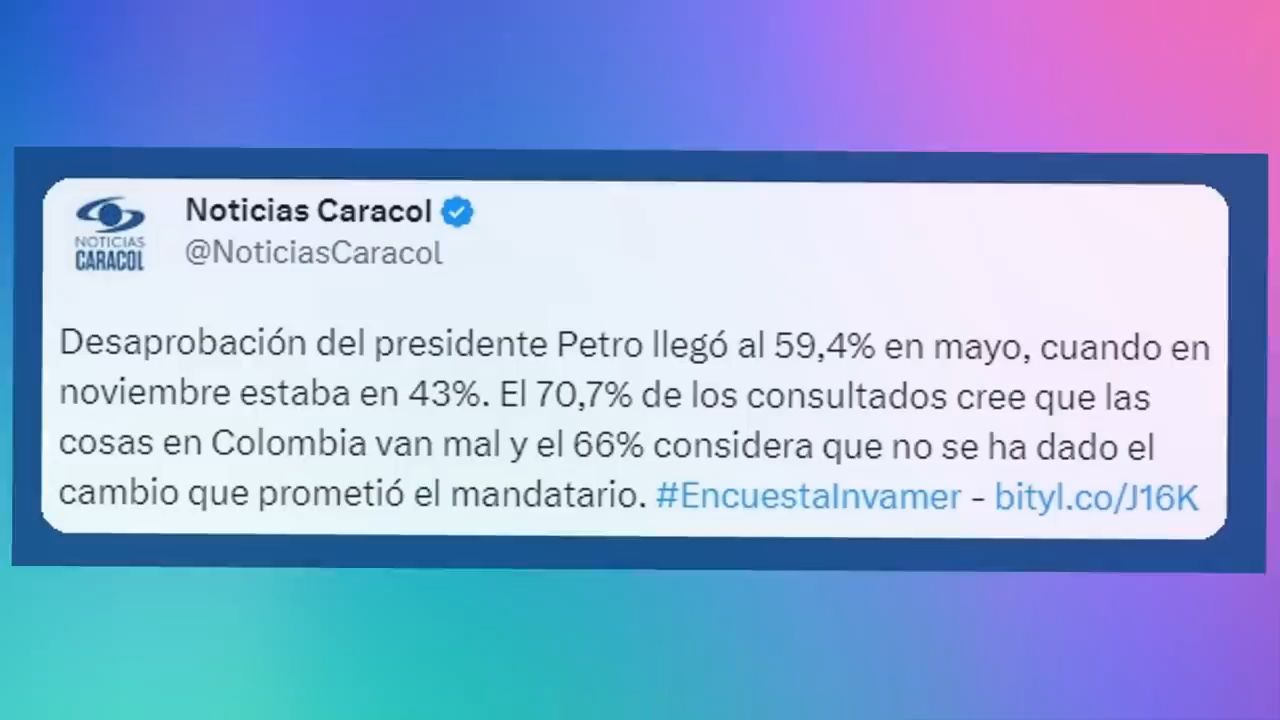 NOTICIAS
CARACOL
Noticias Caracol
@NoticiasCaracol
Desaprobación del presidente Petro llegó al 59,4% en mayo, cuando en
noviembre estaba en 43%. El 70,7% de los consultados cree que las
cosas en Colombia van mal y el 66% considera que no se ha dado el
cambio que prometió el mandatario. #EncuestaInvamer - bityl.co/J16K